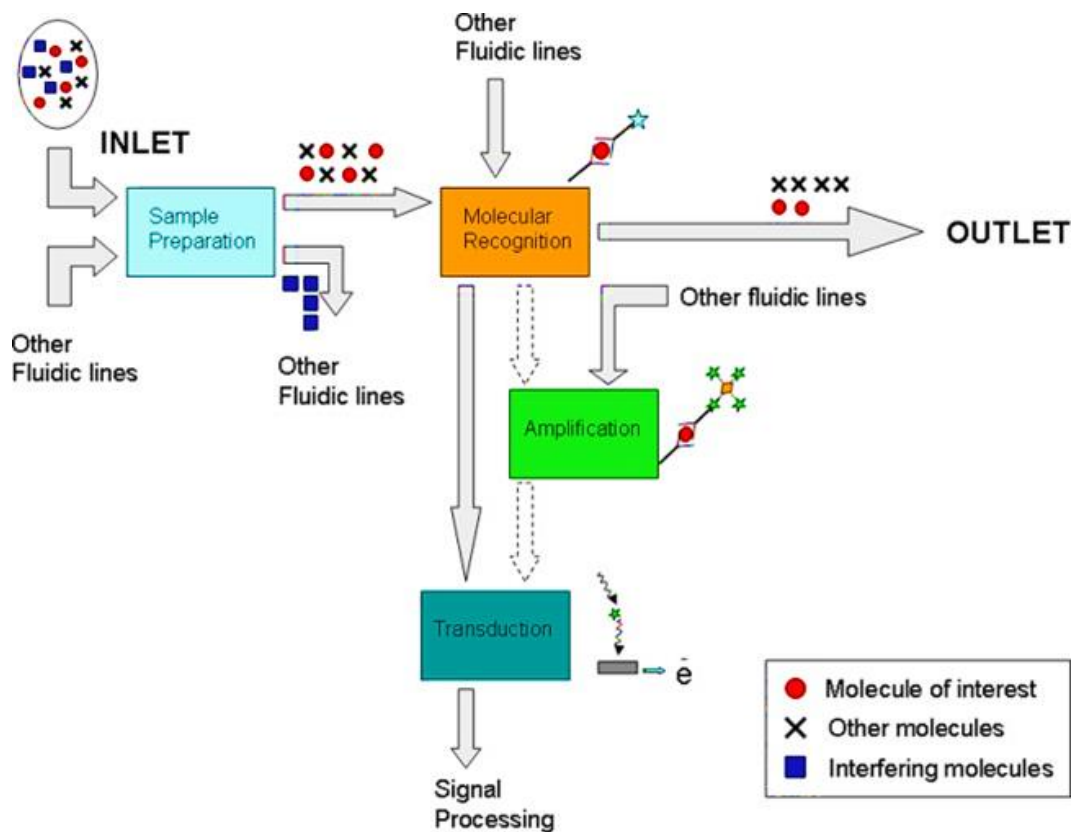 Other
Fluidic lines
INLET
Sample
Preparation
Molecular
Recognition
OUTLET
Other
Fluidic lines
Other
Fluidic lines
Other fluidic lines
Amplification
Transduction
ē
Signal
Processing
Molecule of interest
Other molecules
Interfering molecules